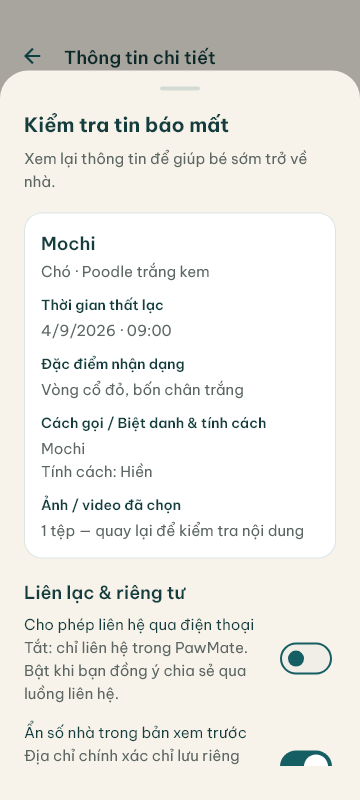 Thông tin chi tiết
Kiểm tra tin báo mất
Xem lại thông tin để giúp bé sớm trở về
nhà.
Mochi
Chó · Poodle trắng kem
Thời gian thất lạc
4/9/2026 · 09:00
Đặc điểm nhận dạng
Vòng cổ đỏ, bốn chân trắng
Cách gọi / Biệt danh & tính cách
Mochi
Tính cách: Hiền
Ảnh / video đã chọn
1 tệp — quay lại để kiểm tra nội dung
Liên lạc & riêng tư
Cho phép liên hệ qua điện thoại
Tắt: chỉ liên hệ trong PawMate.
Bật khi bạn đồng ý chia sẻ qua
luồng liên hệ.
Ẩn số nhà trong bản xem trước
Địa chỉ chính xác chỉ lưu riêng